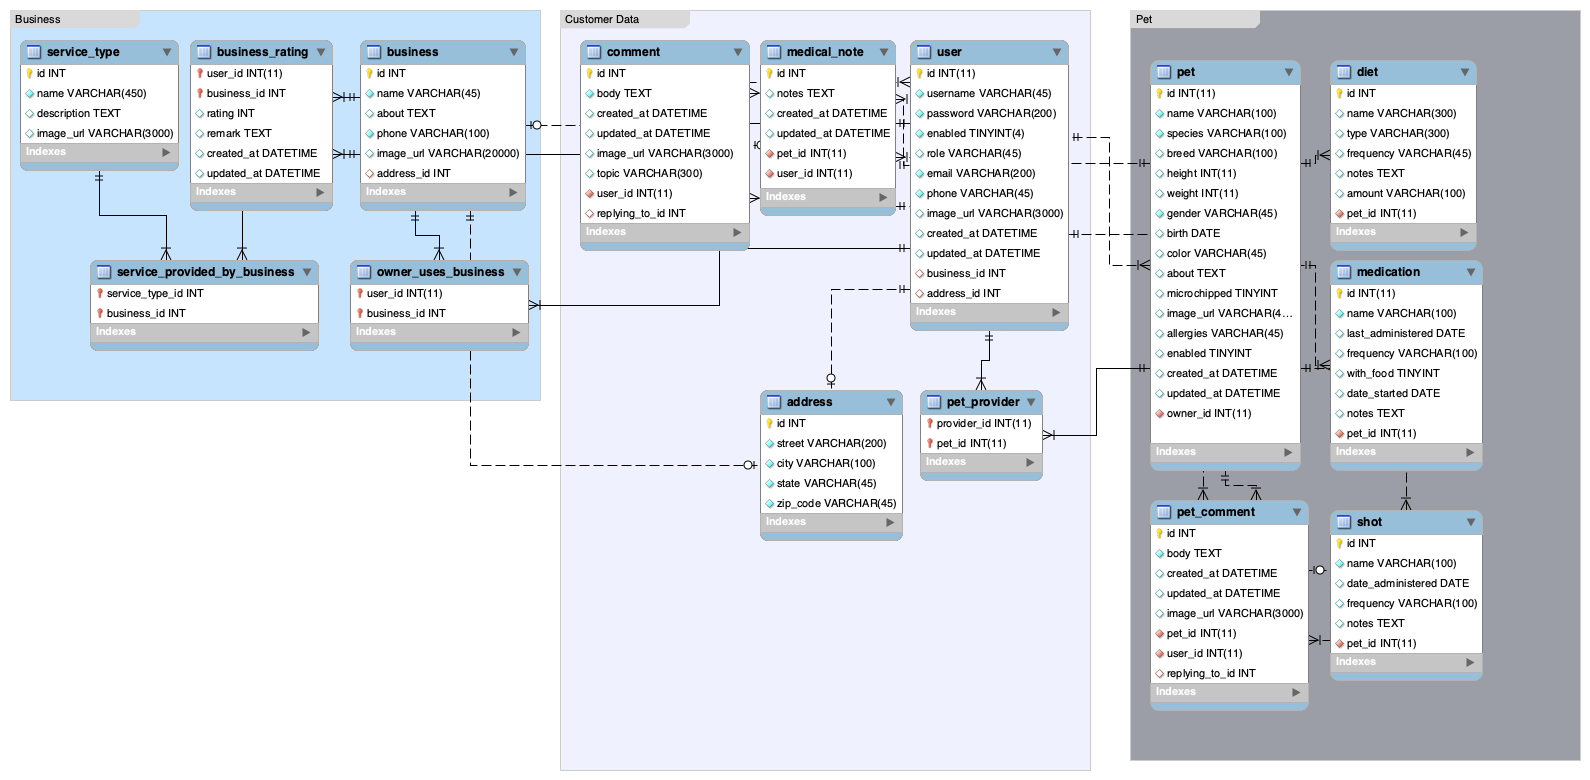 Business
service_type
id INT
name VARCHAR(450)
description TEXT
image_url VARCHAR(3000)
Indexes
business_rating
user_id INT(11)
business_id INT
rating INT
remark TEXT
created_at DATETIME
updated_at DATETIME
Indexes
business
id INT
name VARCHAR(45)
about TEXT
phone VARCHAR(100)
image_url VARCHAR(20000)
address_id INT
Indexes
service_provided_by_business
service_type_id INT
business_id INT
Indexes
owner_uses_business
user_id INT(11)
business_id INT
Indexes
Customer Data
comment
id INT
body TEXT
created_at DATETIME
updated_at DATETIME
image_url VARCHAR(3000)
topic VARCHAR(300)
user_id INT(11)
replying_to_id INT
Indexes
medical_note
id INT
notes TEXT
created_at DATETIME
updated_at DATETIME
pet_id INT(11)
user_id INT(11)
Indexes
user
id INT(11)
username VARCHAR(45)
password VARCHAR(200)
enabled TINYINT(4)
role VARCHAR(45)
email VARCHAR(200)
phone VARCHAR(45)
image_url VARCHAR(3000)
created_at DATETIME
updated_at DATETIME
business_id INT
address_id INT
Indexes
address
id INT
street VARCHAR(200)
city VARCHAR(100)
state VARCHAR(45)
zip_code VARCHAR(45)
Indexes
pet_provider
provider_id INT(11)
pet_id INT(11)
Indexes
Pet
pet
id INT(11)
name VARCHAR(100)
species VARCHAR(100)
breed VARCHAR(100)
height INT(11)
weight INT(11)
gender VARCHAR(45)
birth DATE
color VARCHAR(45)
about TEXT
microchipped TINYINT
image_url VARCHAR(4...
allergies VARCHAR(45)
enabled TINYINT
created_at DATETIME
updated_at DATETIME
owner_id INT(11)
Indexes
diet
id INT
name VARCHAR(300)
type VARCHAR(300)
frequency VARCHAR(45)
notes TEXT
amount VARCHAR(100)
pet_id INT(11)
Indexes
medication
id INT(11)
name VARCHAR(100)
last_administered DATE
frequency VARCHAR(100)
with_food TINYINT
date_started DATE
notes TEXT
pet_id INT(11)
Indexes
pet_comment
id INT
body TEXT
created_at DATETIME
updated_at DATETIME
image_url VARCHAR(3000)
pet_id INT(11)
user_id INT(11)
replying_to_id INT
Indexes
shot
id INT
name VARCHAR(100)
date_administered DATE
frequency VARCHAR(100)
notes TEXT
pet_id INT(11)
Indexes